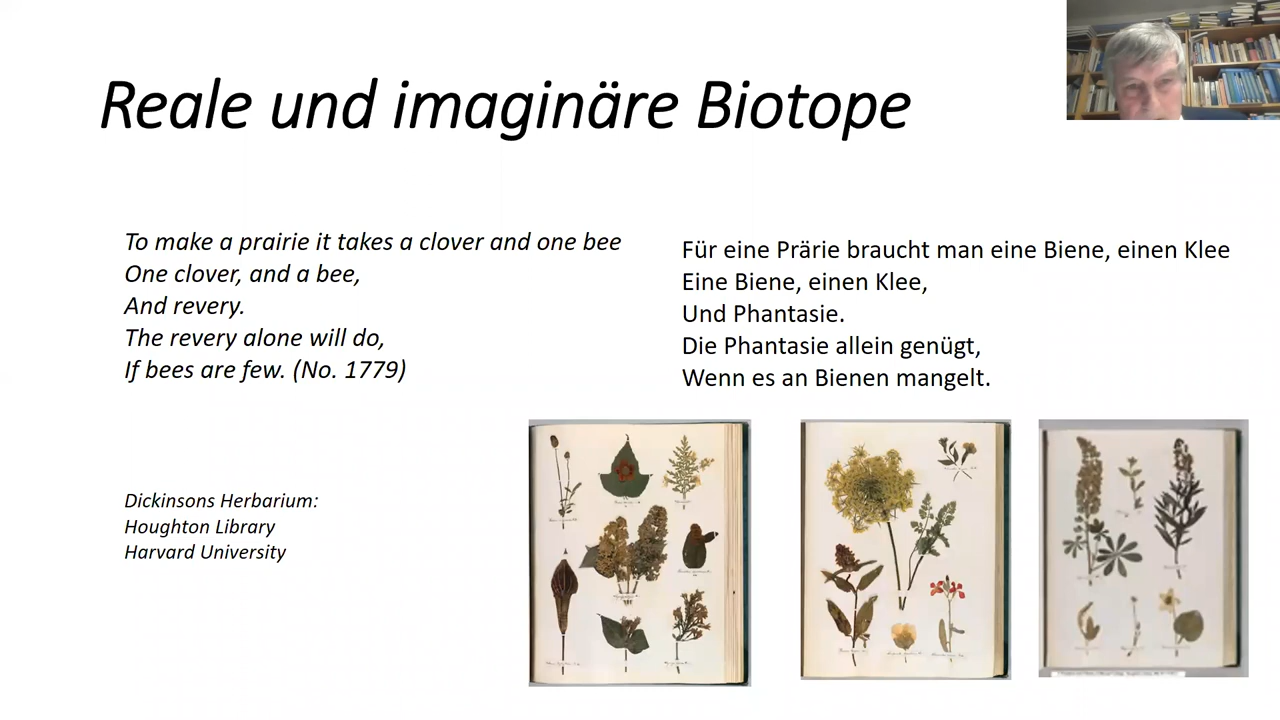 Reale und imaginäre Biotope
To make a prairie it takes a clover and one bee
One clover, and a bee,
And revery.
The revery alone will do,
If bees are few. (No. 1779)
Für eine Prärie braucht man eine Biene, einen Klee
Eine Biene, einen Klee,
Und Phantasie.
Die Phantasie allein genügt,
Wenn es an Bienen mangelt.
Dickinsons Herbarium:
Houghton Library
Harvard University